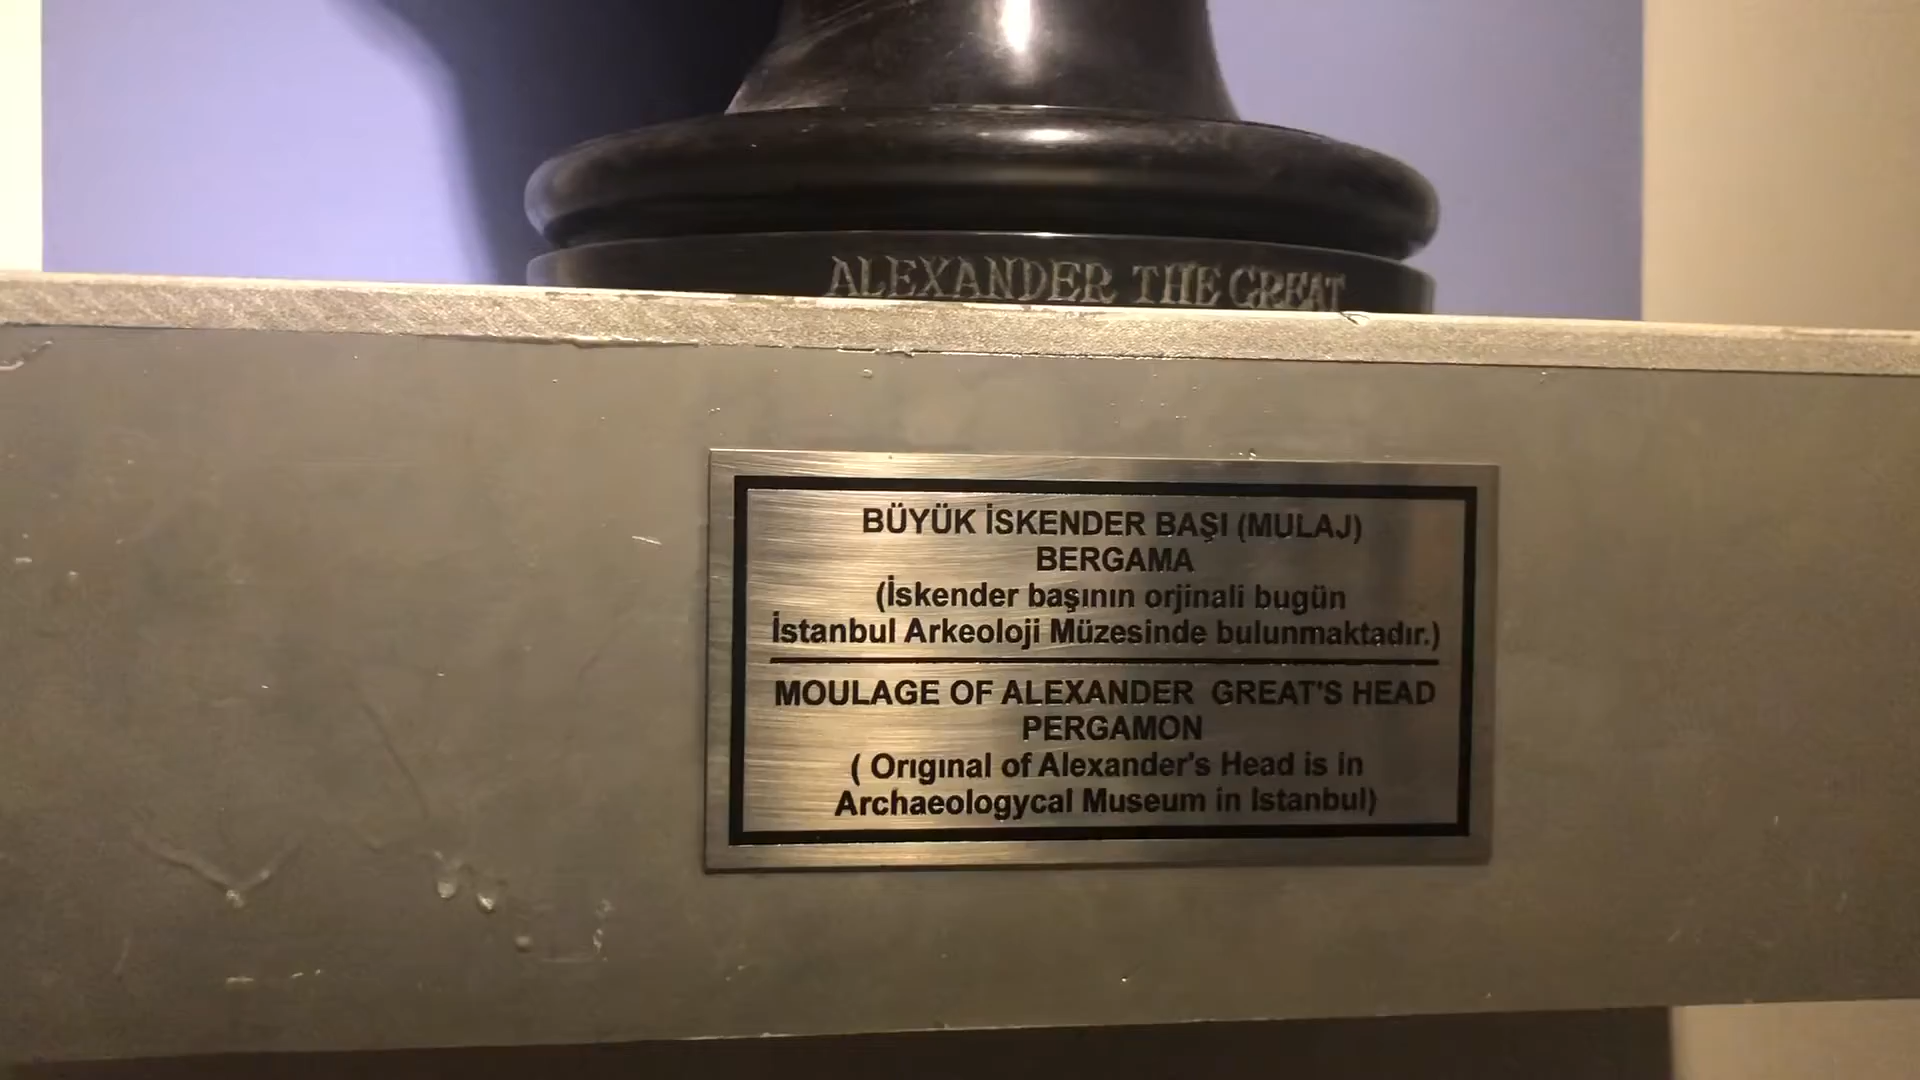 ALEXANDER THE GREAT
BÜYÜK İSKENDER BAŞI (MULAJ)
BERGAMA
(İskender başının orjinali bugün
İstanbul Arkeoloji Müzesinde bulunmaktadır.)
MOULAGE OF ALEXANDER GREAT'S HEAD
PERGAMON
( Orıgınal of Alexander's Head is in
Archaeologycal Museum in Istanbul)